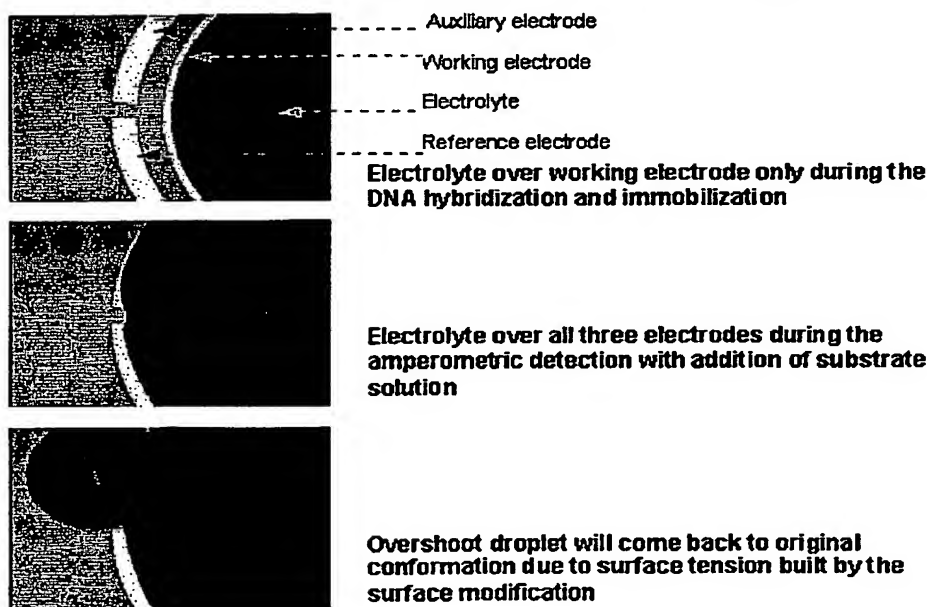 Auxiliary electrode
Working electrode
Electrolyte
Reference electrode
Electrolyte over working electrode only during the
DNA hybridization and immobilization
Electrolyte over all three electrodes during the
amperometric detection with addition of substrate
solution
Overshoot droplet will come back to original
conformation due to surface tension built by the
surface modification